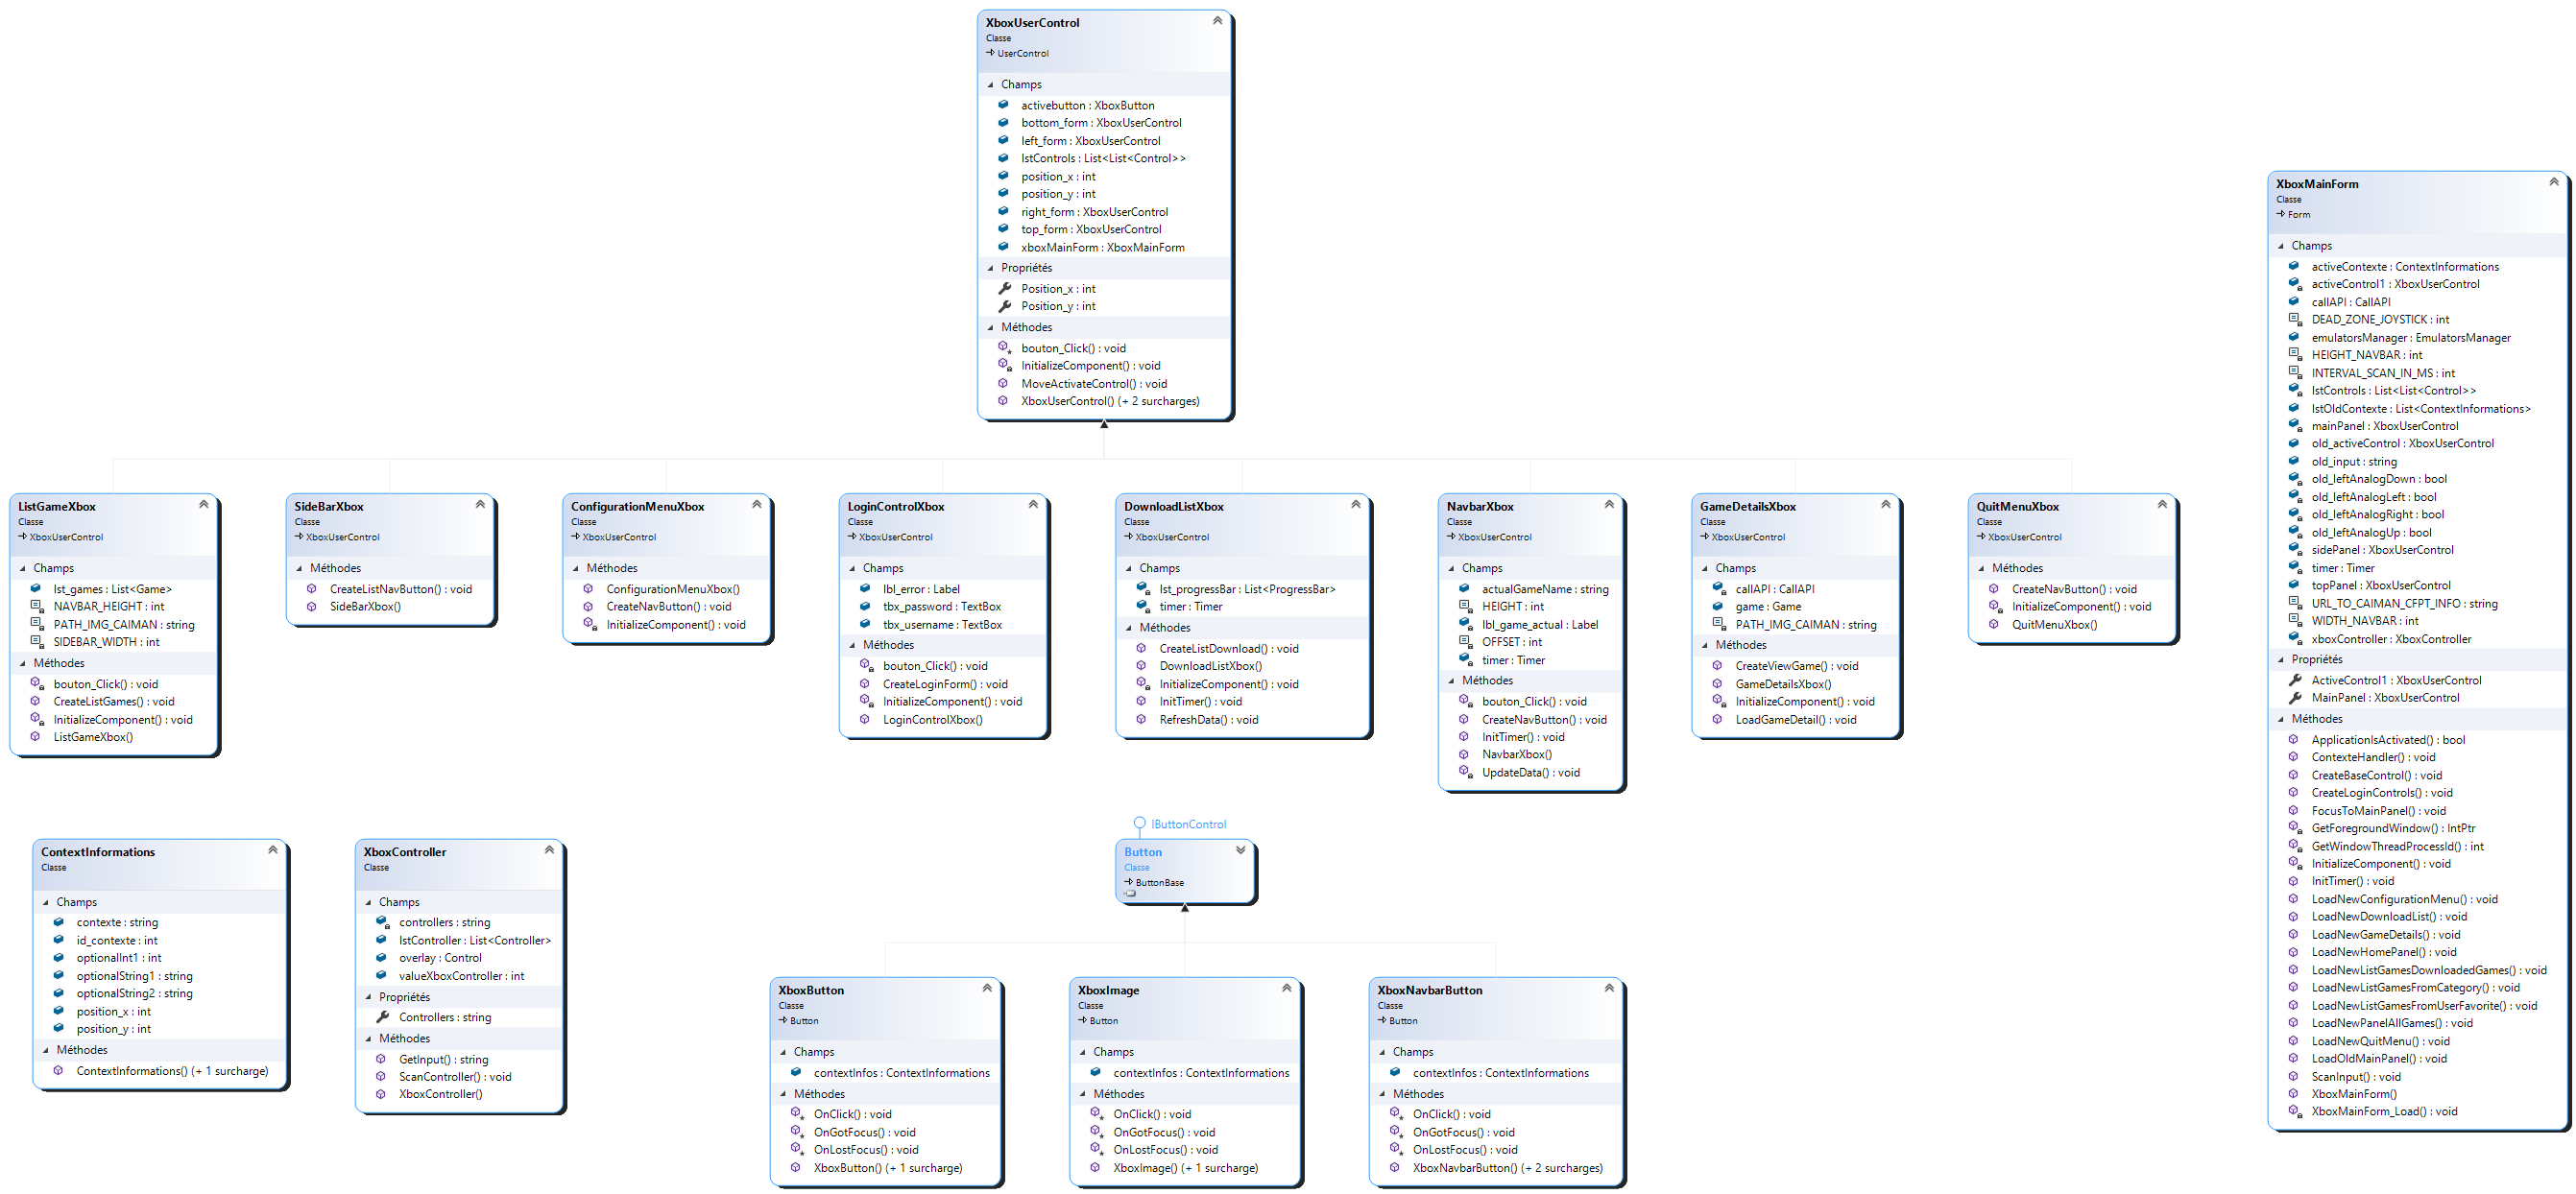 XboxUserControl
Classe
UserControl
Champs
activebutton : XboxButton
bottom_form : XboxUserControl
left_form : XboxUserControl
lstControls : List<List<Control>>
position_x : int
position_y : int
right_form : XboxUserControl
top_form : XboxUserControl
xboxMainForm : XboxMainForm
Propriétés
Position_x : int
Position_y : int
Méthodes
bouton_Click() : void
InitializeComponent() : void
MoveActivateControl() : void
XboxUserControl() (+ 2 surcharges)
ListGameXbox
Classe
XboxUserControl
Champs
lst_games : List<Game>
NAVBAR_HEIGHT : int
PATH_IMG_CAIMAN : string
SIDEBAR_WIDTH : int
Méthodes
bouton_Click() : void
CreateListGames() : void
InitializeComponent() : void
ListGameXbox()
SideBarXbox
Classe
XboxUserControl
Méthodes
CreateListNavButton() : void
SideBarXbox()
ConfigurationMenuXbox
Classe
XboxUserControl
Méthodes
ConfigurationMenuXbox()
CreateNavButton() : void
InitializeComponent() : void
LoginControlXbox
Classe
XboxUserControl
Champs
lbl_error : Label
tbx_password : TextBox
tbx_username : TextBox
Méthodes
bouton_Click() : void
CreateLoginForm() : void
InitializeComponent() : void
LoginControlXbox()
DownloadListXbox
Classe
XboxUserControl
Champs
lst_progressBar : List<ProgressBar>
timer : Timer
Méthodes
CreateListDownload() : void
DownloadListXbox()
InitializeComponent() : void
InitTimer() : void
RefreshData() : void
NavbarXbox
Classe
XboxUserControl
Champs
actualGameName : string
HEIGHT : int
lbl_game_actual : Label
OFFSET : int
timer : Timer
Méthodes
bouton_Click() : void
CreateNavButton() : void
InitTimer() : void
NavbarXbox()
UpdateData() : void
GameDetailsXbox
Classe
XboxUserControl
Champs
callAPI : CallAPI
game : Game
PATH_IMG_CAIMAN : string
Méthodes
CreateViewGame() : void
GameDetailsXbox()
InitializeComponent() : void
LoadGameDetail() : void
QuitMenuXbox
Classe
XboxUserControl
Méthodes
CreateNavButton() : void
InitializeComponent() : void
QuitMenuXbox()
XboxMainForm
Classe
Form
Champs
activeContexte : ContextInformations
activeControl1 : XboxUserControl
callAPI : CallAPI
DEAD_ZONE_JOYSTICK : int
emulatorsManager : EmulatorsManager
HEIGHT_NAVBAR : int
INTERVAL_SCAN_IN_MS : int
lstControls : List<List<Control>>
lstOldContexte : List<ContextInformations>
mainPanel : XboxUserControl
old_activeControl : XboxUserControl
old_input : string
old_leftAnalogDown : bool
old_leftAnalogLeft : bool
old_leftAnalogRight : bool
old_leftAnalogUp : bool
sidePanel : XboxUserControl
timer : Timer
topPanel : XboxUserControl
URL_TO_CAIMAN_CFPT_INFO : string
WIDTH_NAVBAR : int
xboxController : XboxController
Propriétés
ActiveControl1 : XboxUserControl
MainPanel : XboxUserControl
Méthodes
ApplicationIsActivated() : bool
ContexteHandler() : void
CreateBaseControl() : void
CreateLoginControls() : void
FocusToMainPanel() : void
GetForegroundWindow() : IntPtr
GetWindowThreadProcessId() : int
InitializeComponent() : void
InitTimer() : void
LoadNewConfigurationMenu() : void
LoadNewDownloadList() : void
LoadNewGameDetails() : void
LoadNewHomePanel() : void
LoadNewListGamesDownloadedGames() : void
LoadNewListGamesFromCategory() : void
LoadNewListGamesFromUserFavorite() : void
LoadNewPanelAllGames() : void
LoadNewQuitMenu() : void
LoadOldMainPanel() : void
ScanInput() : void
XboxMainForm()
XboxMainForm_Load() : void
ContextInformations
Classe
Champs
contexte : string
id_contexte : int
optionalInt1 : int
optionalString1 : string
optionalString2 : string
position_x : int
position_y : int
Méthodes
ContextInformations() (+ 1 surcharge)
XboxController
Classe
Champs
controllers : string
lstController : List<Controller>
overlay : Control
valueXboxController : int
Propriétés
Controllers : string
Méthodes
GetInput() : string
ScanController() : void
XboxController()
IButtonControl
Button
Classe
ButtonBase
XboxButton
Classe
Button
Champs
contextInfos : ContextInformations
Méthodes
OnClick() : void
OnGotFocus() : void
OnLostFocus() : void
XboxButton() (+ 1 surcharge)
XboxImage
Classe
Button
Champs
contextInfos : ContextInformations
Méthodes
OnClick() : void
OnGotFocus() : void
OnLostFocus() : void
XboxImage() (+ 1 surcharge)
XboxNavbarButton
Classe
Button
Champs
contextInfos : ContextInformations
Méthodes
OnClick() : void
OnGotFocus() : void
OnLostFocus() : void
XboxNavbarButton() (+ 2 surcharges)